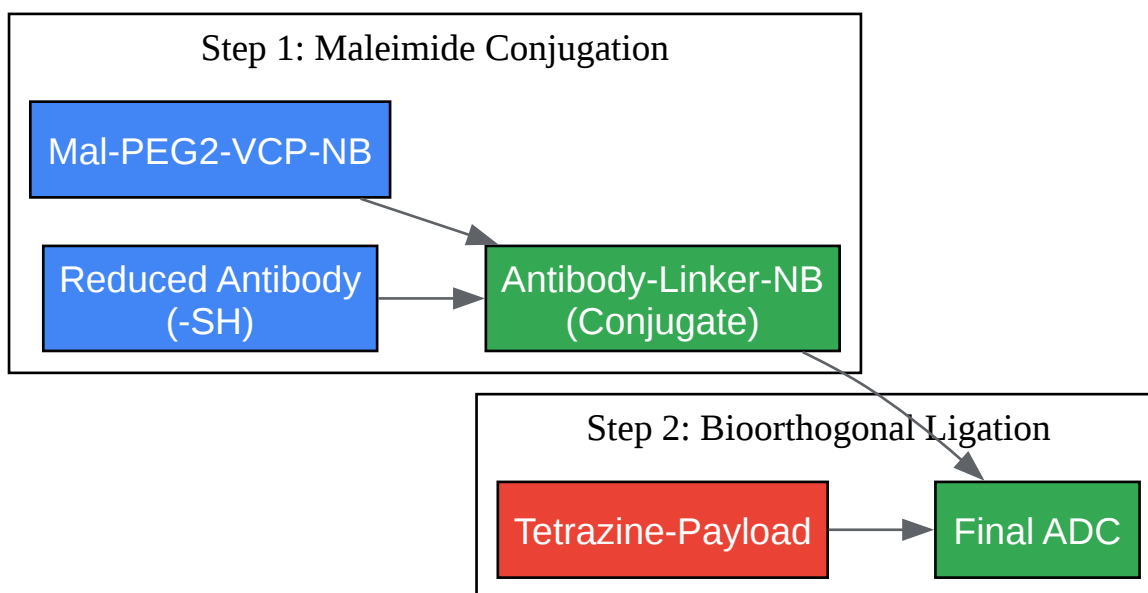 Step 1: Maleimide Conjugation
Mal-PEG2-VCP-NB
Reduced Antibody
(-SH)
Antibody-Linker-NB
(Conjugate)
Step 2: Bioorthogonal Ligation
Tetrazine-Payload
Final ADC